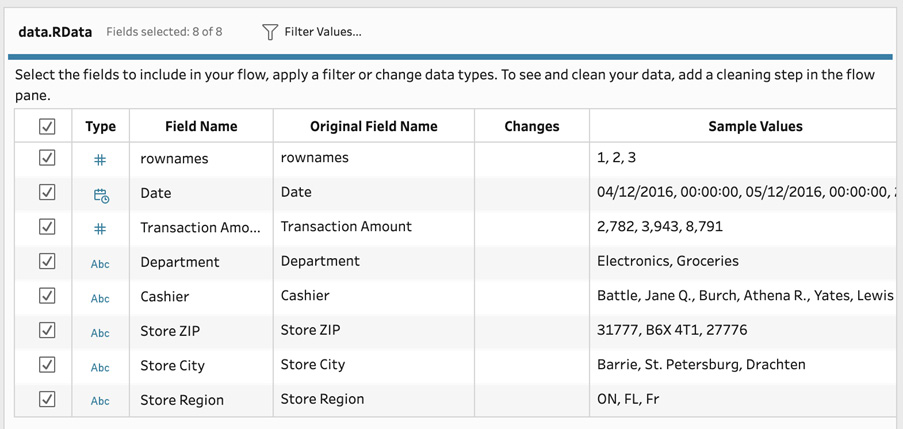 data.RData Fields selected: 8 of 8 Filter Values...
Select the fields to include in your flow, apply a filter or change data types. To see and clean your data, add a cleaning step in the flow
pane.
Type Field Name Original Field Name Changes Sample Values
# rownames rownames 1, 2, 3
Date Date 04/12/2016, 00:00:00, 05/12/2016, 00:00:00,
# Transaction Amo... Transaction Amount 2,782, 3,943, 8,791
Abc Department Department Electronics, Groceries
Abc Cashier Cashier Battle, Jane Q., Burch, Athena R., Yates, Lewis
Abc Store ZIP Store ZIP 31777, B6X 4T1, 27776
Abc Store City Store City Barrie, St. Petersburg, Drachten
Abc Store Region Store Region ON, FL, Fr